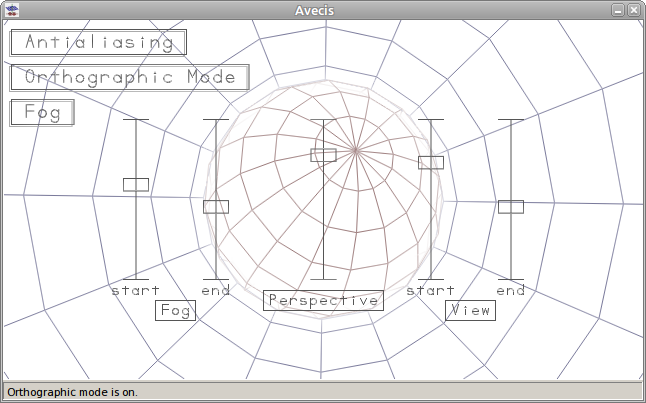 Avecis
Antialiasing
Orthographic Mode
Fog
start end Perspective start end
Fog View
Orthographic mode is on.